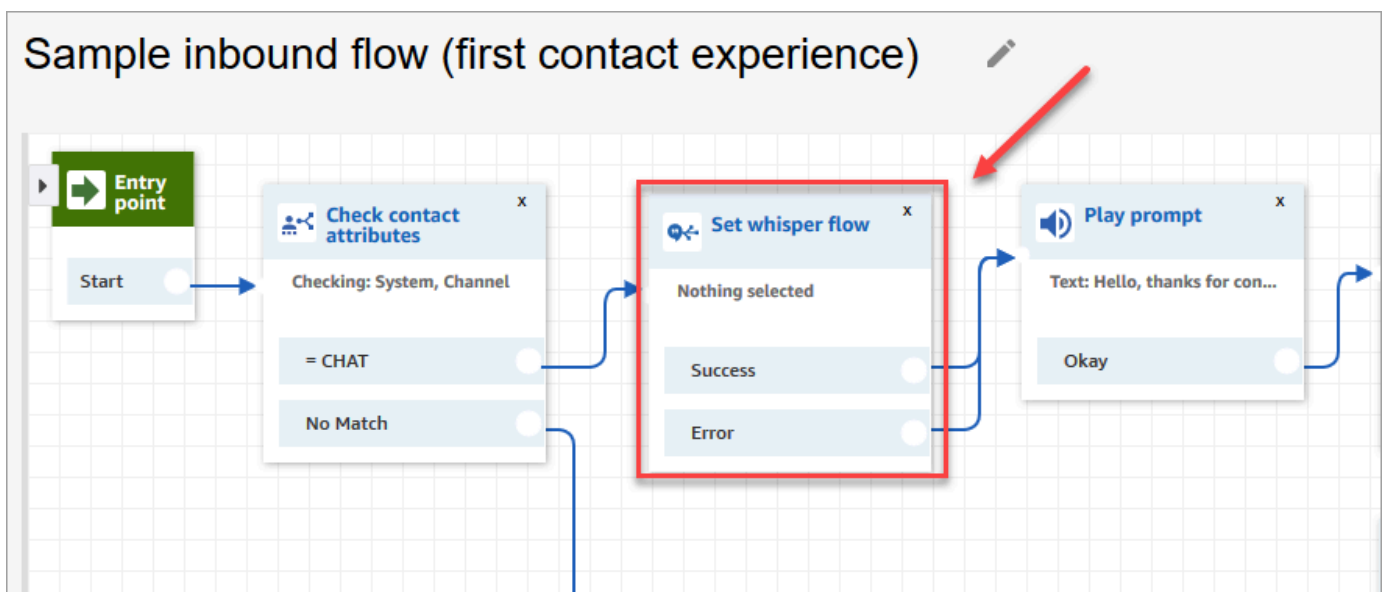 Sample inbound flow (first contact experience)
Entry
point
Start
Check contact
attributes
x
Checking: System, Channel
= CHAT
No Match
Set whisper flow
x
Nothing selected
Success
Error
Play prompt
x
Text: Hello, thanks for con...
Okay